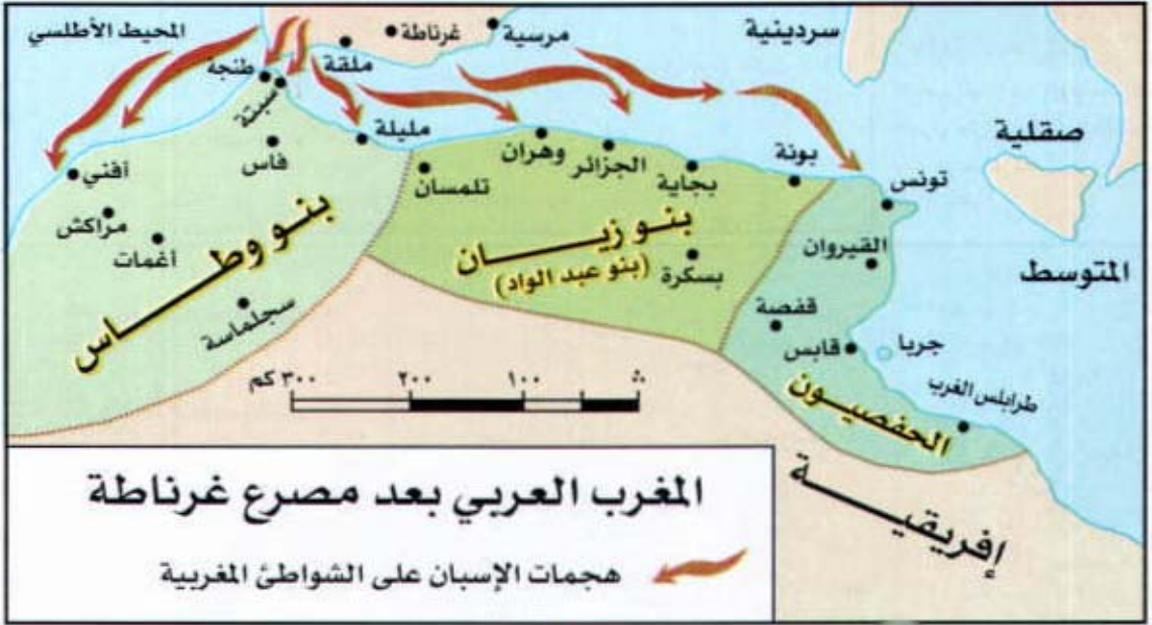 المحيط الأطلسي
غرناطة
مرسية
سردينية
طنجة
ملقة
سبتة
مليلة
وهران
الجزائر
بونة
صقلية
أفني
فاس
تلمسان
بجاية
تونس
مراكش
أغمات
بنو وطاس
بنو زيان
(بنو عبد الواد)
بسكرة
القيروان
المتوسط
سجلماسة
قفصة
قابس
جربا
طرابلس الغرب
الحفصيون
٣٠٠ كم
٢٠٠
١٠٠
إفريقية
المغرب العربي بعد مصرع غرناطة
هجمات الإسبان على الشواطئ المغربية